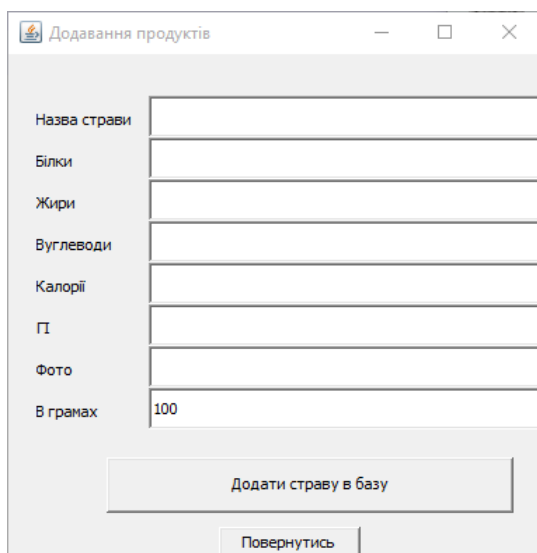 Додавання продуктів
Назва страви
Білки
Жири
Вуглеводи
Калорії
ГІ
Фото
В грамах 100
Додати страву в базу
Повернутись